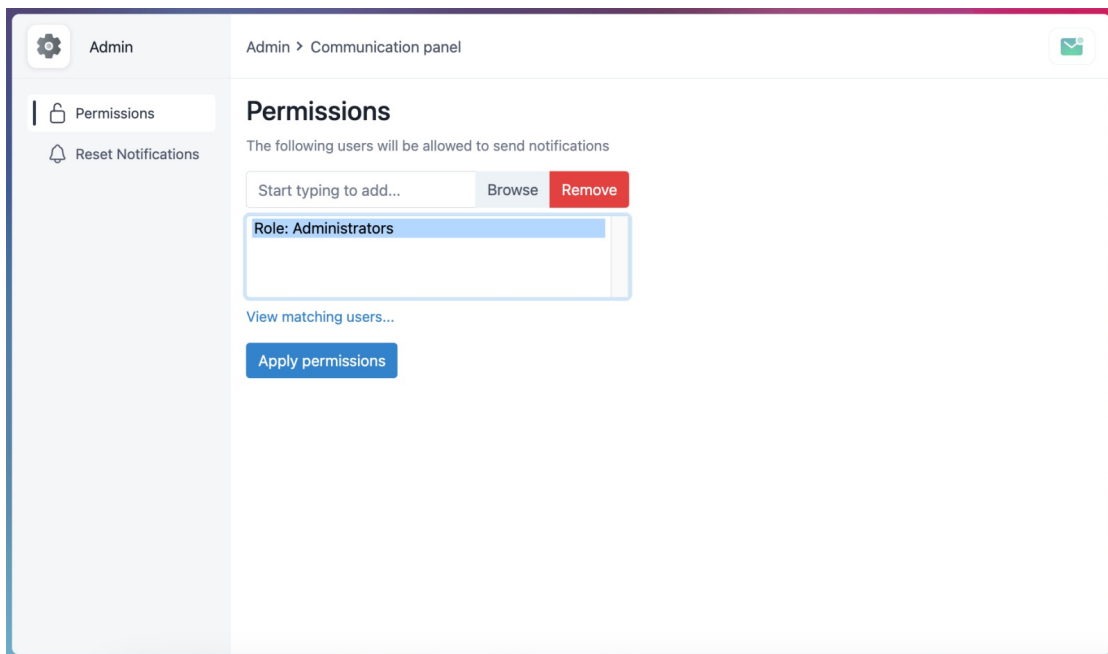 Admin
Admin > Communication panel
Permissions
Reset Notifications
Permissions
The following users will be allowed to send notifications
Start typing to add... Browse Remove
Role: Administrators
View matching users...
Apply permissions